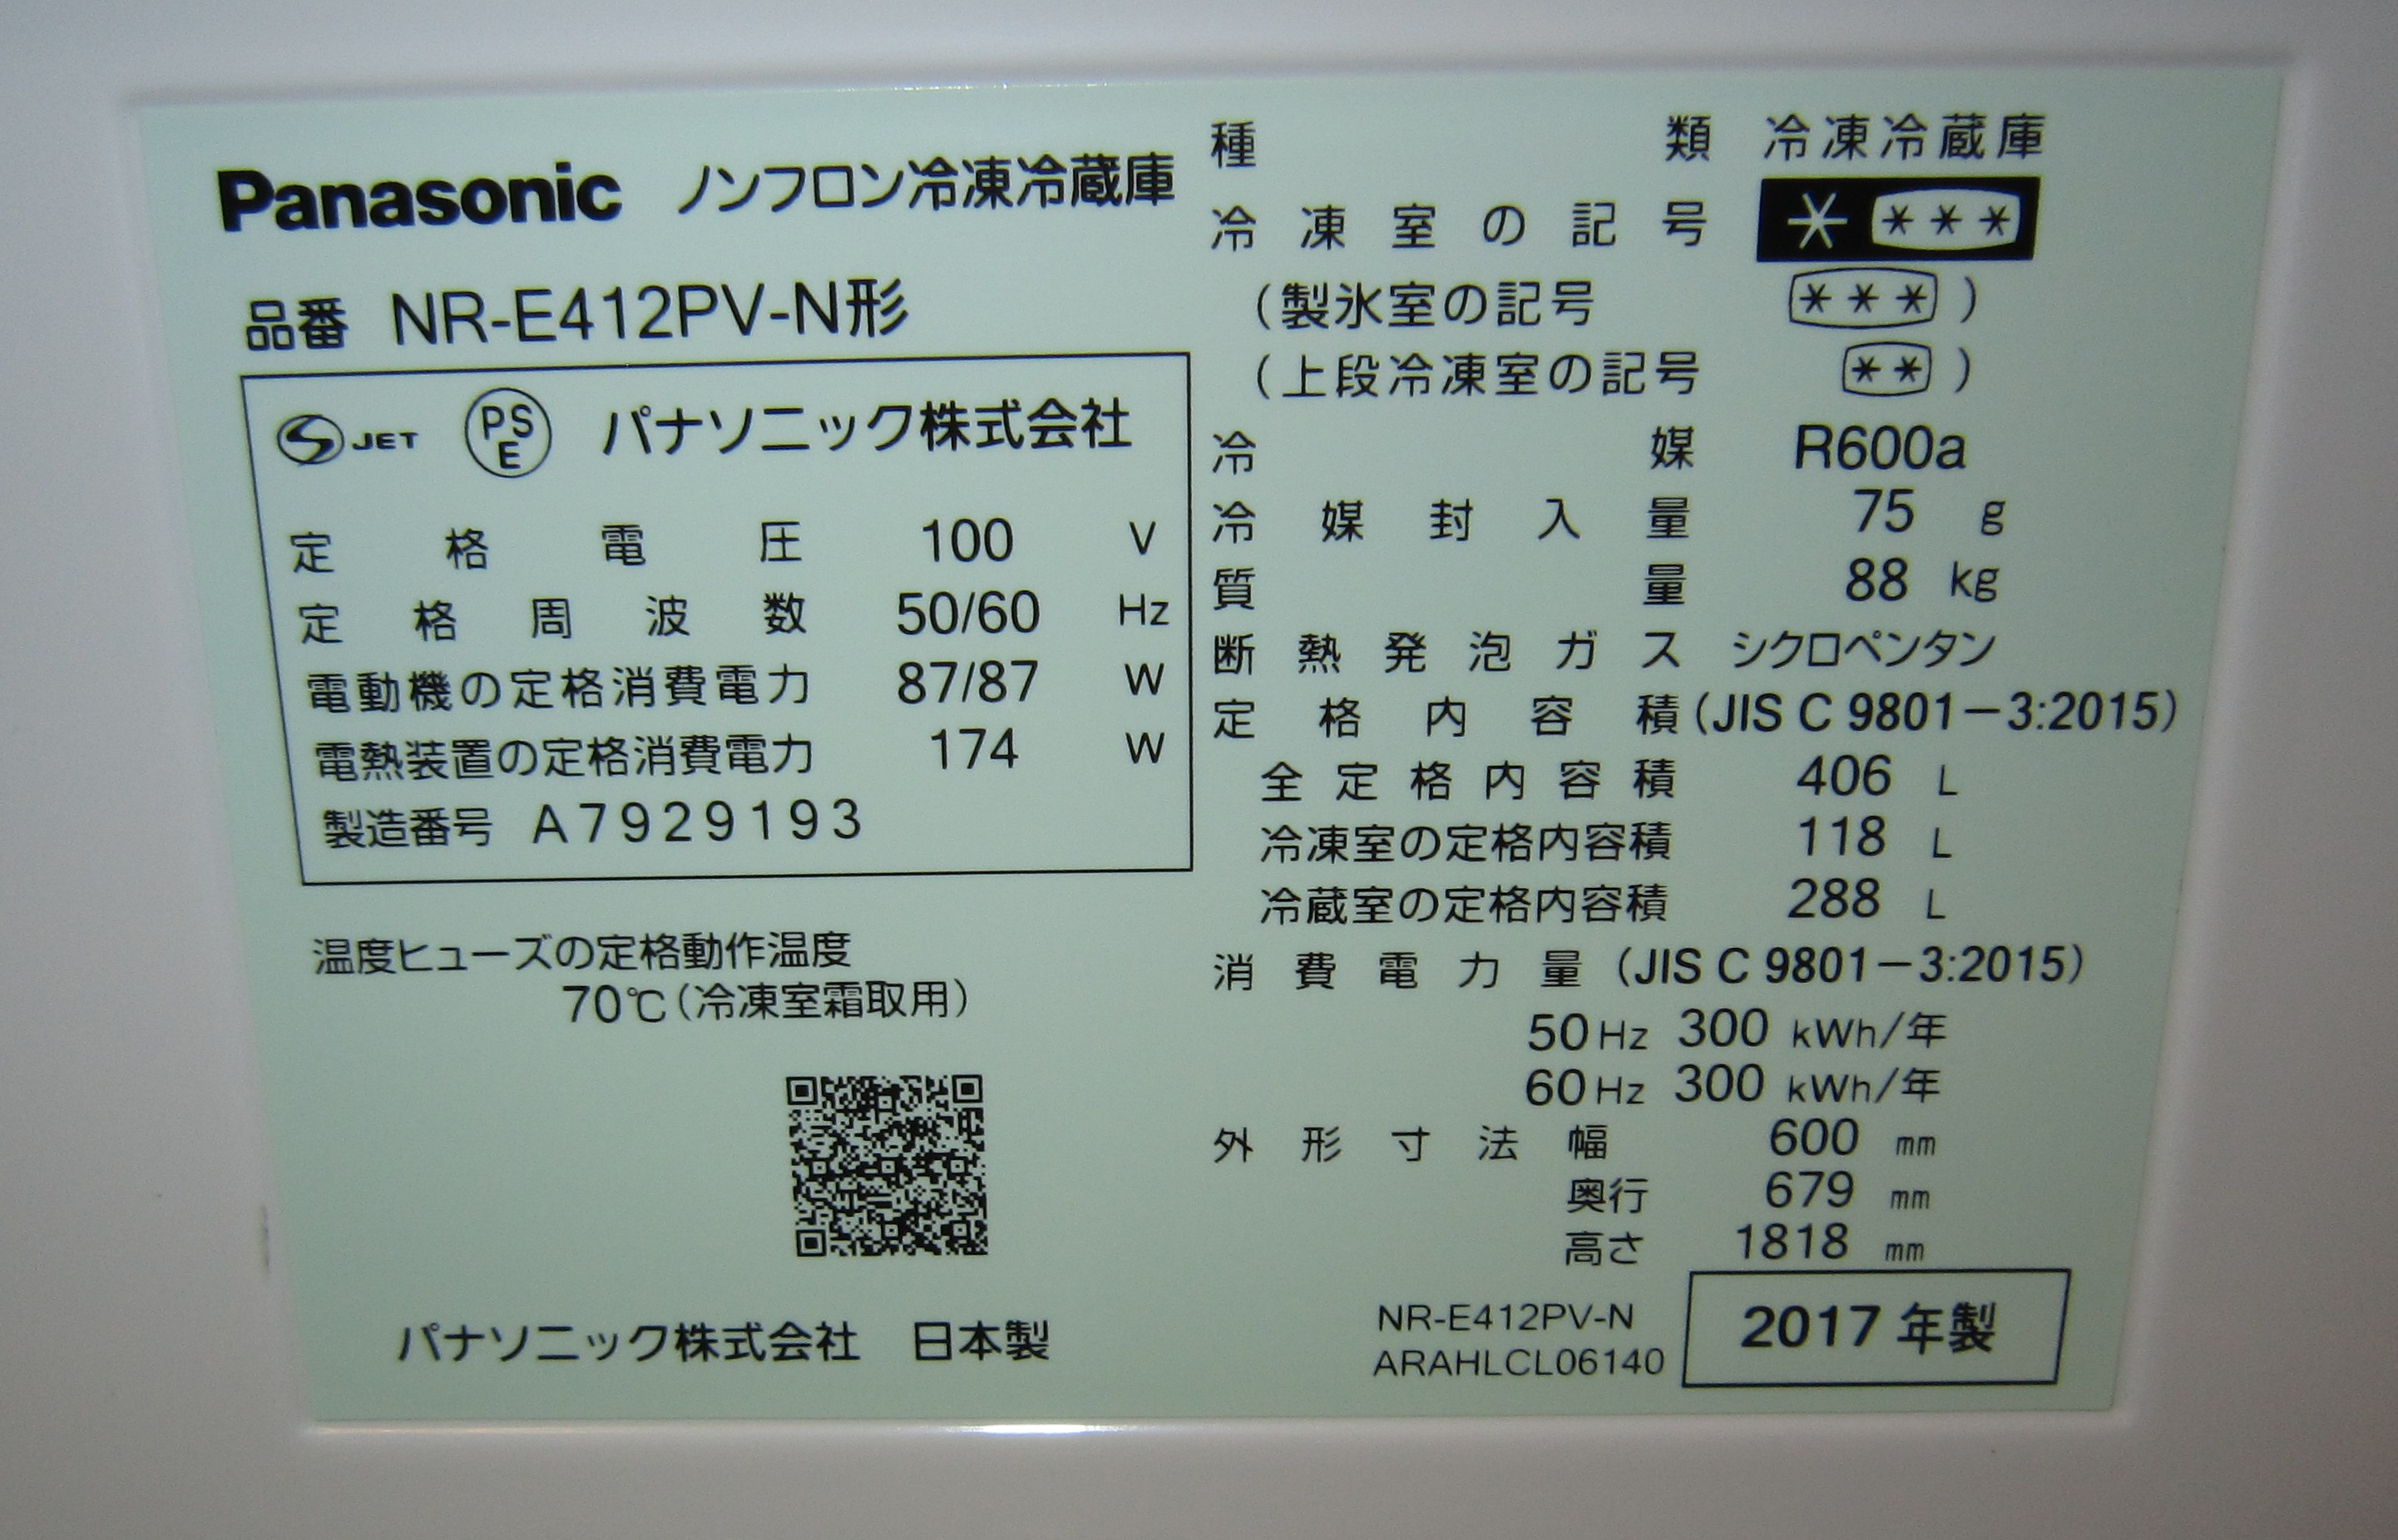 Panasonic ノンフロン冷凍冷蔵庫
品番 NR-E412PV-N形
S JET PSE パナソニック株式会社
定格電圧 100 V
定格周波数 50/60 Hz
電動機の定格消費電力 87/87 W
電熱装置の定格消費電力 174 W
製造番号 A7929193
温度ヒューズの定格動作温度
70℃(冷凍室霜取用)
パナソニック株式会社 日本製
種類 冷凍冷蔵庫
冷凍室の記号 * ***
(製氷室の記号 ***)
(上段冷凍室の記号 **)
冷媒 R600a
冷媒封入量 75 g
質量 88 kg
断熱発泡ガス シクロペンタン
定格内容積(JIS C 9801-3:2015)
全定格内容積 406 L
冷凍室の定格内容積 118 L
冷蔵室の定格内容積 288 L
消費電力量(JIS C 9801-3:2015)
50Hz 300 kWh/年
60Hz 300 kWh/年
外形寸法 幅 600 mm
奥行 679 mm
高さ 1818 mm
NR-E412PV-N
ARAHLCL06140
2017年製